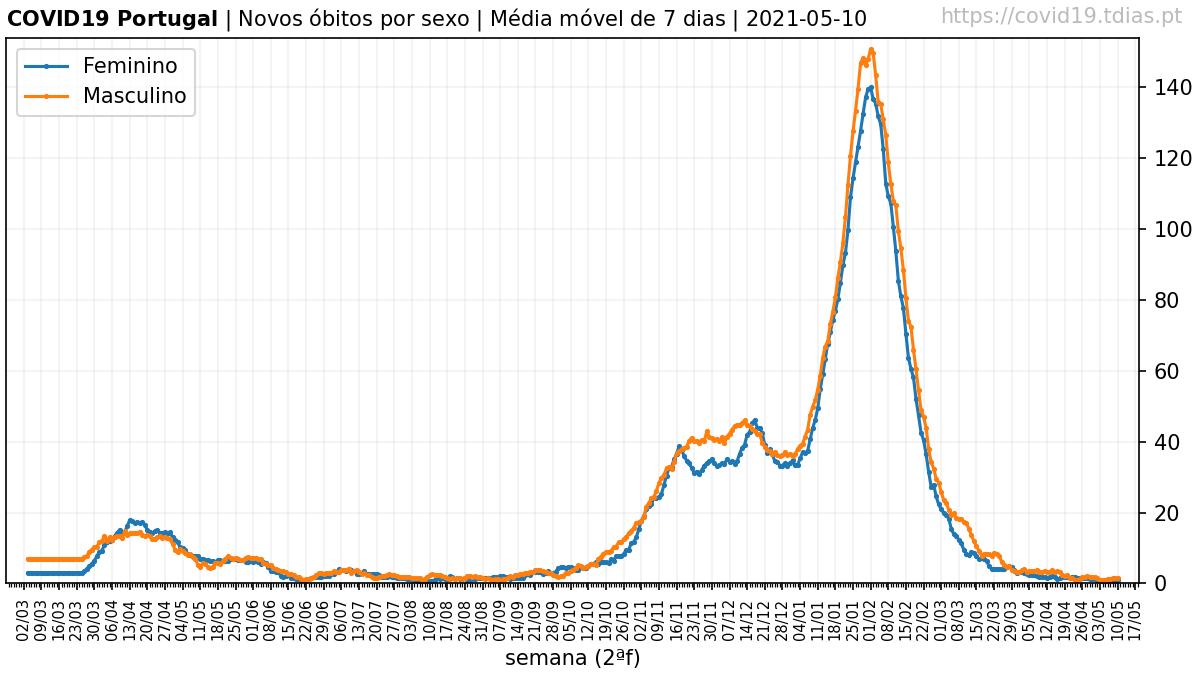 COVID19 Portugal | Novos óbitos por sexo | Média móvel de 7 dias | 2021-05-10
https://covid19.tdias.pt
Feminino
Masculino
140
120
100
80
60
40
20
0
02/03 09/03 16/03 23/03 30/03 06/04 13/04 20/04 27/04 04/05 11/05 18/05 25/05 01/06 08/06 15/06 22/06 29/06 06/07 13/07 20/07 27/07 03/08 10/08 17/08 24/08 31/08 07/09 14/09 21/09 28/09 05/10 12/10 19/10 26/10 02/11 09/11 16/11 23/11 30/11 07/12 14/12 21/12 28/12 04/01 11/01 18/01 25/01 01/02 08/02 15/02 22/02 01/03 08/03 15/03 22/03 29/03 05/04 12/04 19/04 26/04 03/05 10/05 17/05
semana (2ªf)